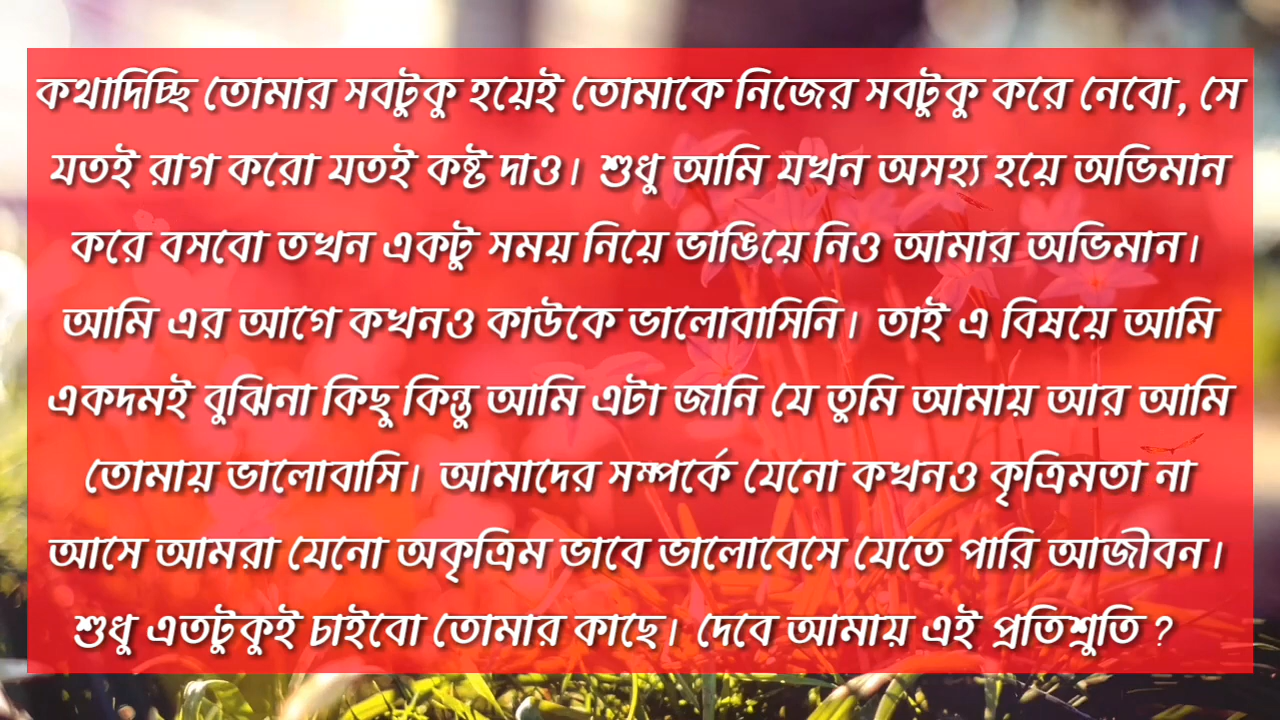 কথাদিচ্ছি তোমার সবটুকু হয়েই তোমাকে নিজের সবটুকু করে নেবো, সে
যতই রাগ করো যতই কষ্ট দাও। শুধু আমি যখন অসহ্য হয়ে অভিমান
করে বসবো তখন একটু সময় নিয়ে ভাঙিয়ে নিও আমার অভিমান।
আমি এর আগে কখনও কাউকে ভালোবাসিনি। তাই এ বিষয়ে আমি
একদমই বুঝিনা কিছু কিন্তু আমি এটা জানি যে তুমি আমায় আর আমি
তোমায় ভালোবাসি। আমাদের সম্পর্কে যেনো কখনও কৃত্রিমতা না
আসে আমরা যেনো অকৃত্রিম ভাবে ভালোবেসে যেতে পারি আজীবন।
শুধু এতটুকুই চাইবো তোমার কাছে। দেবে আমায় এই প্রতিশ্রুতি ?